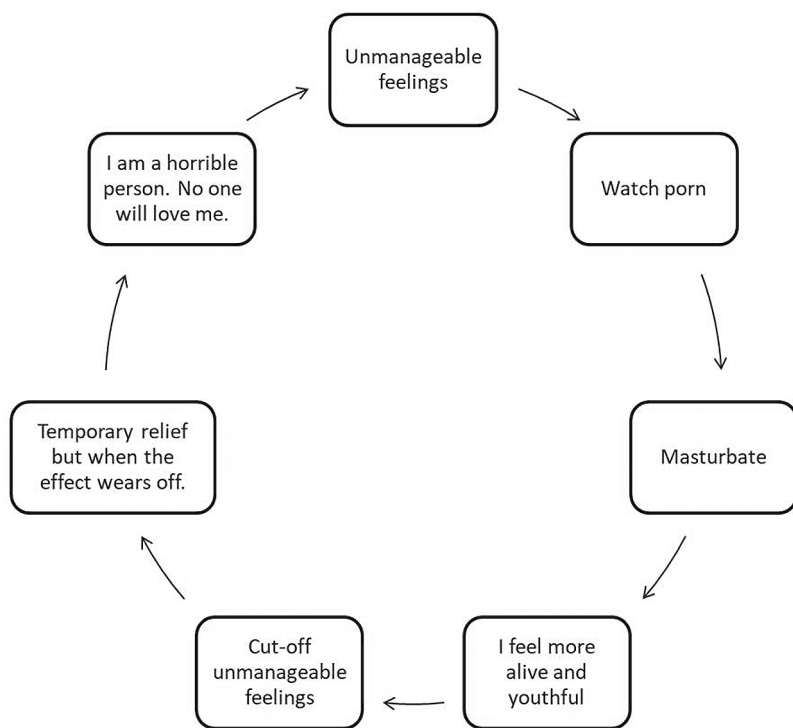 Unmanageable
feelings
Watch porn
Masturbate
I feel more
alive and
youthful
Cut-off
unmanageable
feelings
Temporary relief
but when the
effect wears off.
I am a horrible
person. No one
will love me.